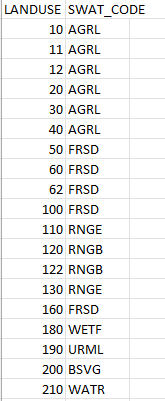 LANDUSE SWAT_CODE
10 AGRL
11 AGRL
12 AGRL
20 AGRL
30 AGRL
40 AGRL
50 FRSD
60 FRSD
62 FRSD
100 FRSD
110 RNGE
120 RNGB
122 RNGB
130 RNGE
160 FRSD
180 WETF
190 URML
200 BSVG
210 WATR